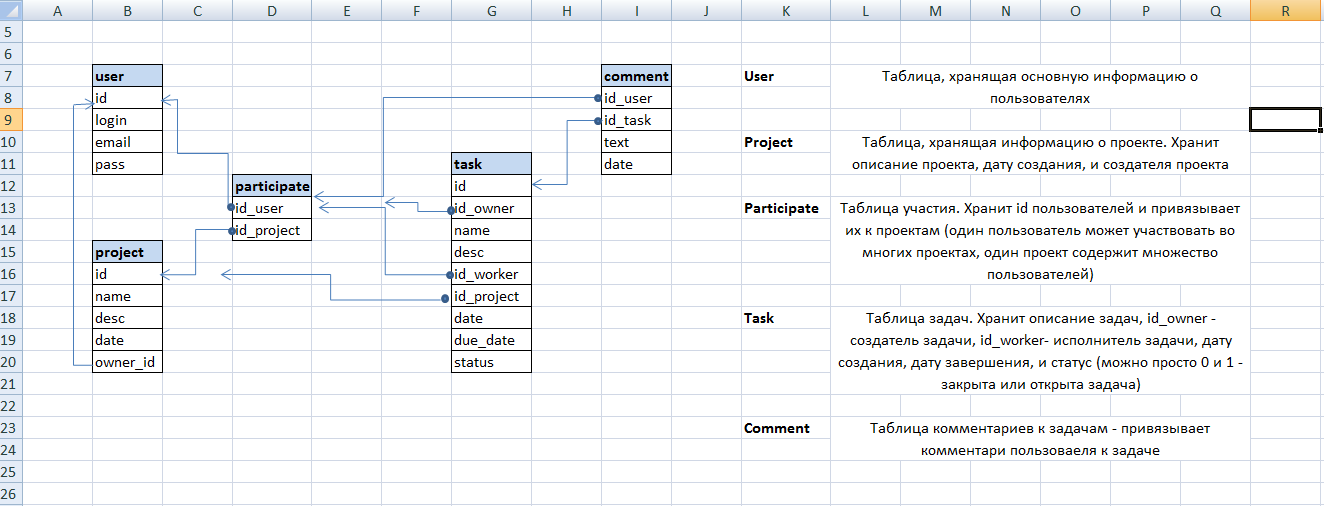 A B C D E F G H I J K L M N O P Q R
5
6
7 user comment User Таблица, хранящая основную информацию о
8 id id_user пользователях
9 login id_task
10 email text Project Таблица, хранящая информацию о проекте. Хранит
11 pass task date описание проекта, дату создания, и создателя проекта
12 participate id
13 id_user id_owner Participate Таблица участия. Хранит id пользователей и привязывает
14 id_project name их к проектам (один пользователь может участвовать во
15 project desc многих проектах, один проект содержит множество
16 id id_worker пользователей)
17 name id_project
18 desc date Task Таблица задач. Хранит описание задач, id_owner -
19 date due_date создатель задачи, id_worker- исполнитель задачи, дату
20 owner_id status создания, дату завершения, и статус (можно просто 0 и 1 -
21 закрыта или открыта задача)
22
23 Comment Таблица комментариев к задачам - привязывает
24 комментари пользоваеля к задаче
25
26